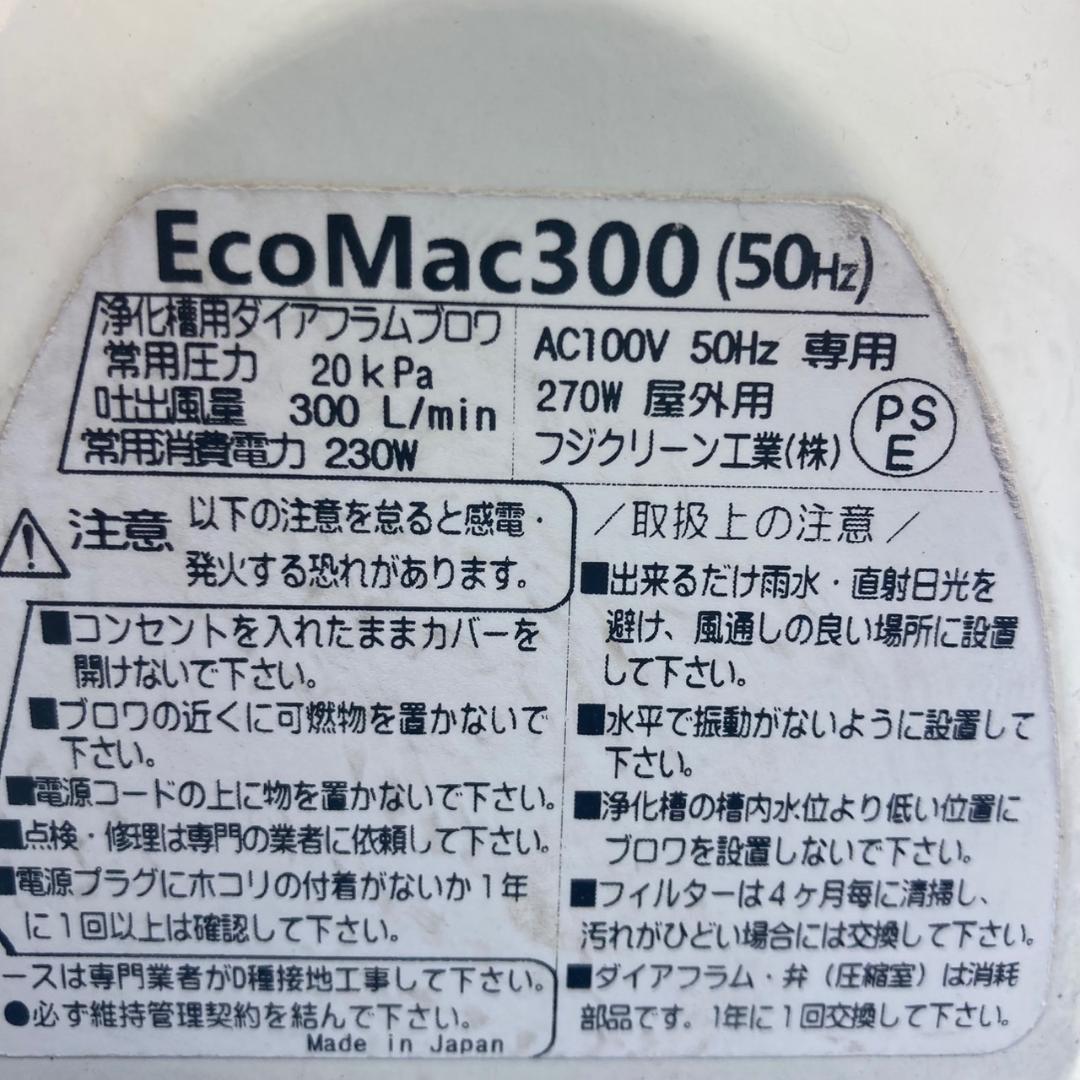 EcoMac300 (50Hz)
浄化槽用ダイアフラムブロワ
常用圧力 20kPa
吐出風量 300 L/min
常用消費電力 230W
AC100V 50Hz 専用
270W 屋外用
フジクリーン工業(株)
PS
E
注意 以下の注意を怠ると感電・
発火する恐れがあります。
■コンセントを入れたままカバーを
開けないで下さい。
■ブロワの近くに可燃物を置かないで
下さい。
■電源コードの上に物を置かないで下さい。
■点検・修理は専門の業者に依頼して下さい。
■電源プラグにホコリの付着がないか1年
に1回以上は確認して下さい。
ースは専門業者がD種接地工事して下さい。
●必ず維持管理契約を結んで下さい。
Made in Japan
／取扱上の注意／
■出来るだけ雨水・直射日光を
避け、風通しの良い場所に設置
して下さい。
■水平で振動がないように設置して
下さい。
■浄化槽の槽内水位より低い位置に
ブロワを設置しないで下さい。
■フィルターは4ヶ月毎に清掃し、
汚れがひどい場合には交換して下さい。
■ダイアフラム・弁（圧縮室）は消耗
部品です。1年に1回交換して下さい。